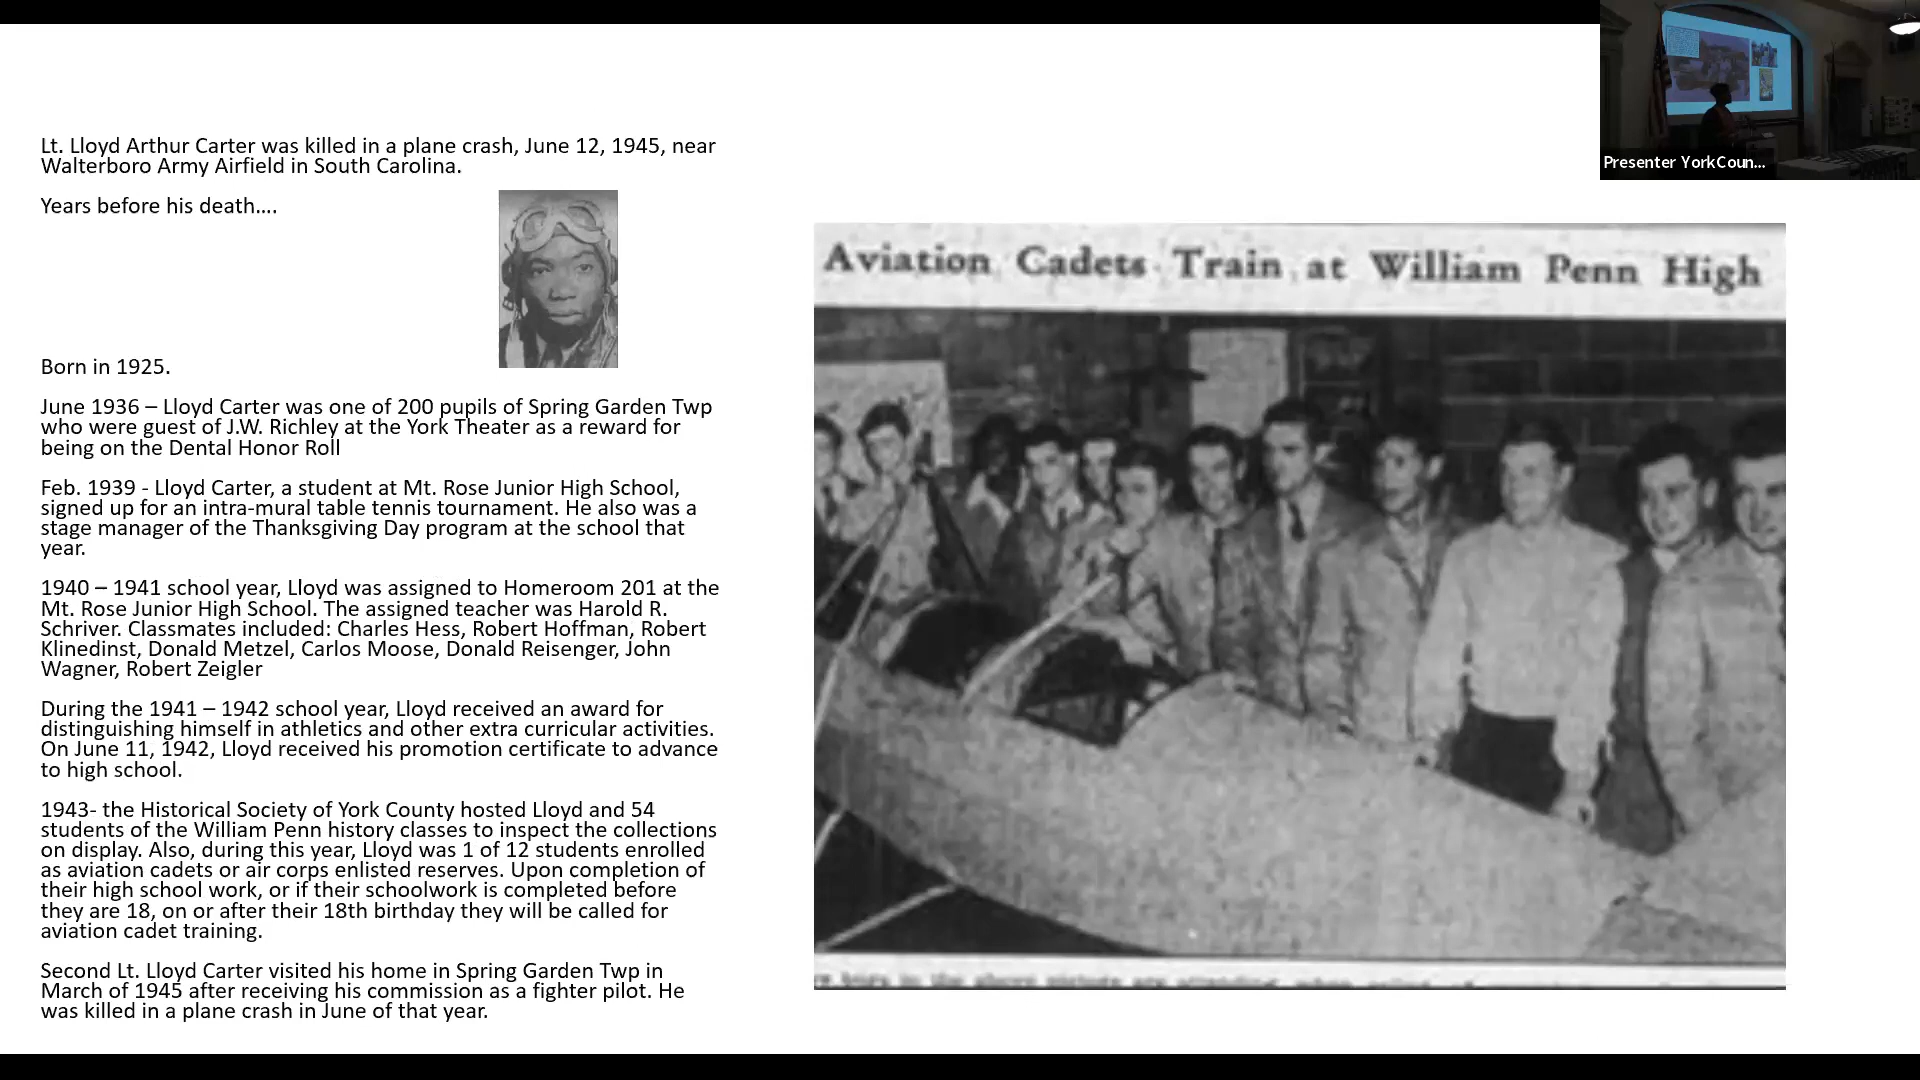 Lt. Lloyd Arthur Carter was killed in a plane crash, June 12, 1945, near
Walterboro Army Airfield in South Carolina.
Years before his death....
Born in 1925.
June 1936 – Lloyd Carter was one of 200 pupils of Spring Garden Twp
who were guest of J.W. Richley at the York Theater as a reward for
being on the Dental Honor Roll
Feb. 1939 - Lloyd Carter, a student at Mt. Rose Junior High School,
signed up for an intra-mural table tennis tournament. He also was a
stage manager of the Thanksgiving Day program at the school that
year.
1940 – 1941 school year, Lloyd was assigned to Homeroom 201 at the
Mt. Rose Junior High School. The assigned teacher was Harold R.
Schriver. Classmates included: Charles Hess, Robert Hoffman, Robert
Klinedinst, Donald Metzel, Carlos Moose, Donald Reisenger, John
Wagner, Robert Zeigler
During the 1941 – 1942 school year, Lloyd received an award for
distinguishing himself in athletics and other extra curricular activities.
On June 11, 1942, Lloyd received his promotion certificate to advance
to high school.
1943- the Historical Society of York County hosted Lloyd and 54
students of the William Penn history classes to inspect the collections
on display. Also, during this year, Lloyd was 1 of 12 students enrolled
as aviation cadets or air corps enlisted reserves. Upon completion of
their high school work, or if their schoolwork is completed before
they are 18, on or after their 18th birthday they will be called for
aviation cadet training.
Second Lt. Lloyd Carter visited his home in Spring Garden Twp in
March of 1945 after receiving his commission as a fighter pilot. He
was killed in a plane crash in June of that year.
Aviation Cadets Train at William Penn High
in the above picture are attending
Presenter YorkCoun...